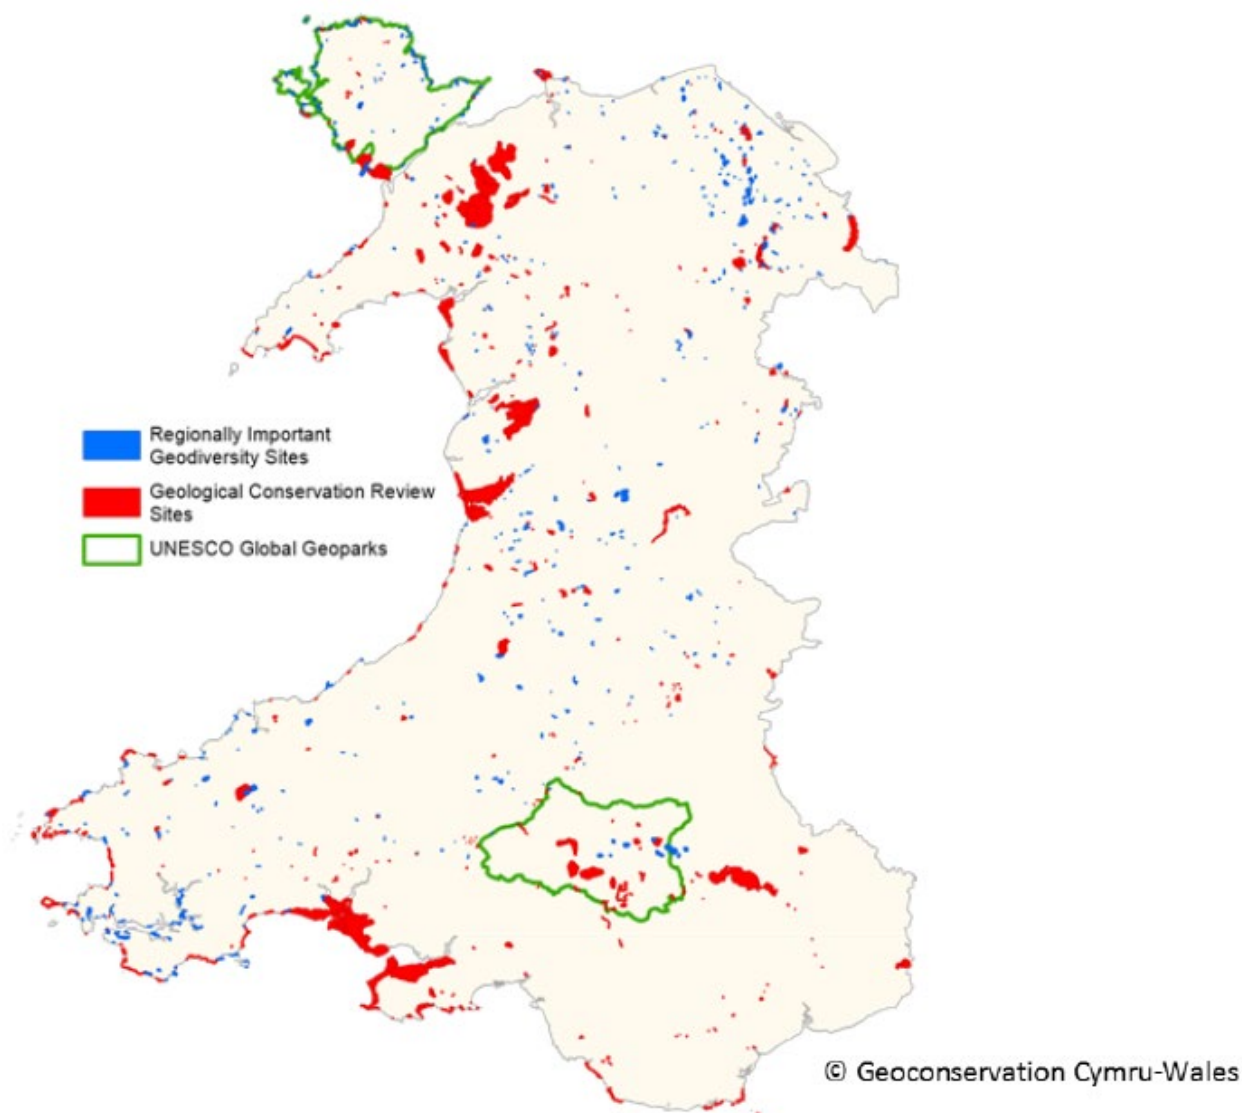 Regionally Important
Geodiversity Sites
Geological Conservation Review
Sites
UNESCO Global Geoparks
© Geoconservation Cymru-Wales